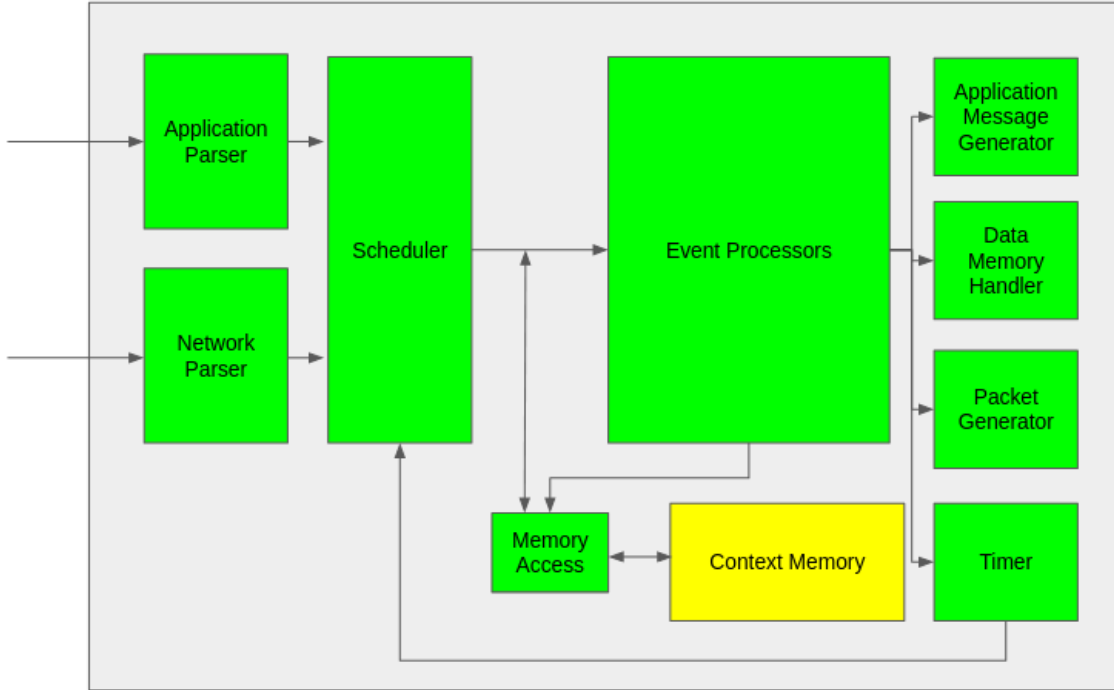 Application
Parser
Network
Parser
Scheduler
Event Processors
Application
Message
Generator
Data
Memory
Handler
Packet
Generator
Memory
Access
Context Memory
Timer